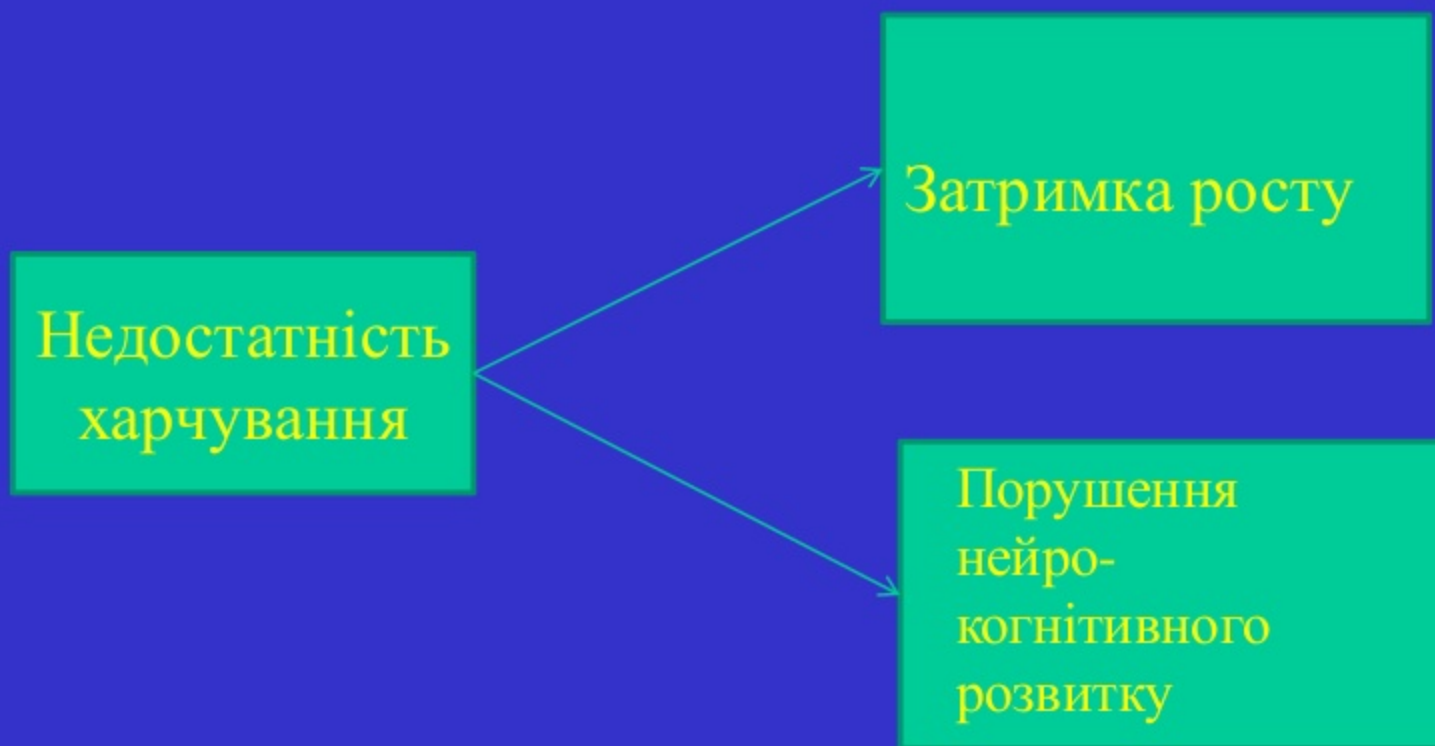 Затримка росту
Недостатність
харчування
Порушення
нейро-
когнітивного
розвитку